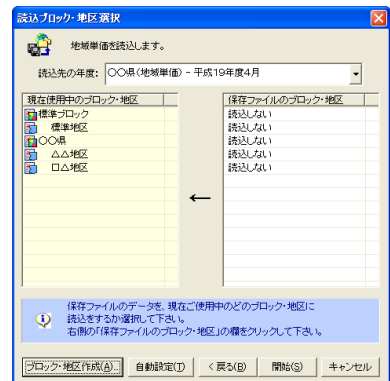 読込ブロック・地区選択
地域単価を読込します。
読込先の年度: 〇〇県(地域単価) - 平成19年度4月
現在使用中のブロック・地区
保存ファイルのブロック・地区
標準ブロック 読込しない
標準地区 読込しない
〇〇県 読込しない
△△地区 読込しない
ロム地区 読込しない
←
保存ファイルのデータを、現在ご使用中のどのブロック・地区に
読込をするか選択して下さい。
右側の「保存ファイルのブロック・地区」の欄をクリックして下さい。
ブロック・地区作成(A)... 自動設定(T) < 戻る(B) 開始(S) キャンセル